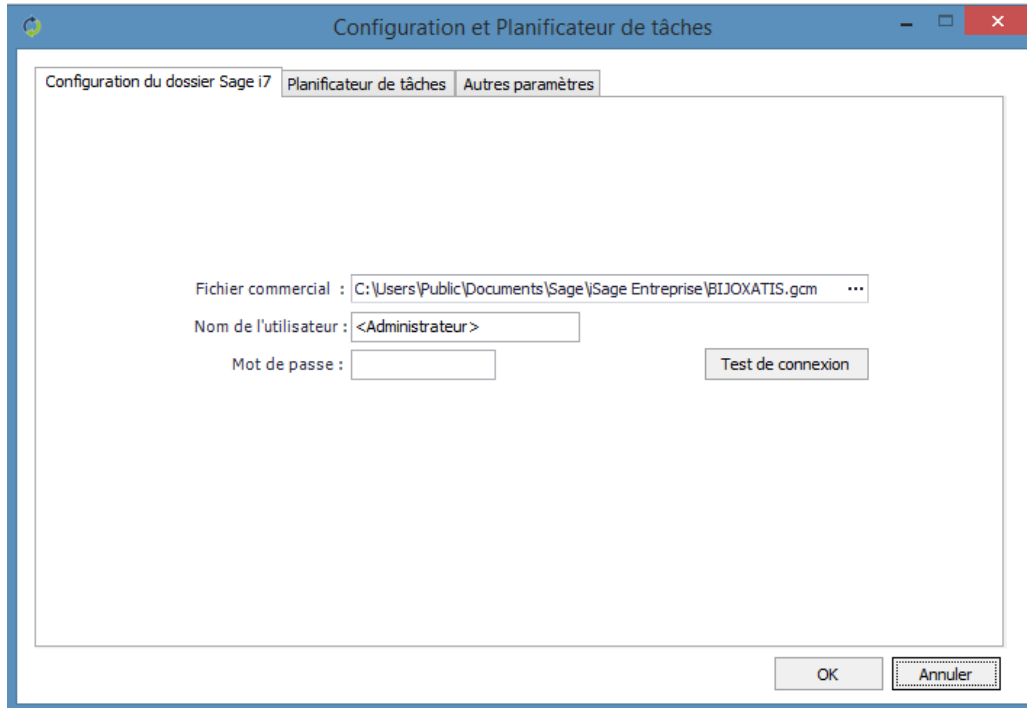 Configuration et Planificateur de tâches
Configuration du dossier Sage i7 Planificateur de tâches Autres paramètres
Fichier commercial : C:\Users\Public\Documents\Sage\iSage Entreprise\BIJOXATIS.gcm ...
Nom de l'utilisateur : <Administrateur>
Mot de passe : Test de connexion
OK Annuler